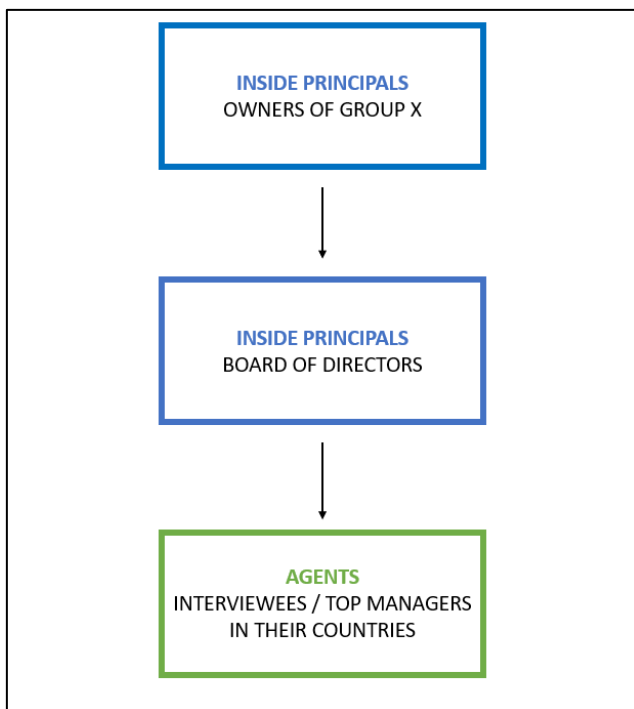 INSIDE PRINCIPALS
OWNERS OF GROUP X
INSIDE PRINCIPALS
BOARD OF DIRECTORS
AGENTS
INTERVIEWEES / TOP MANAGERS
IN THEIR COUNTRIES